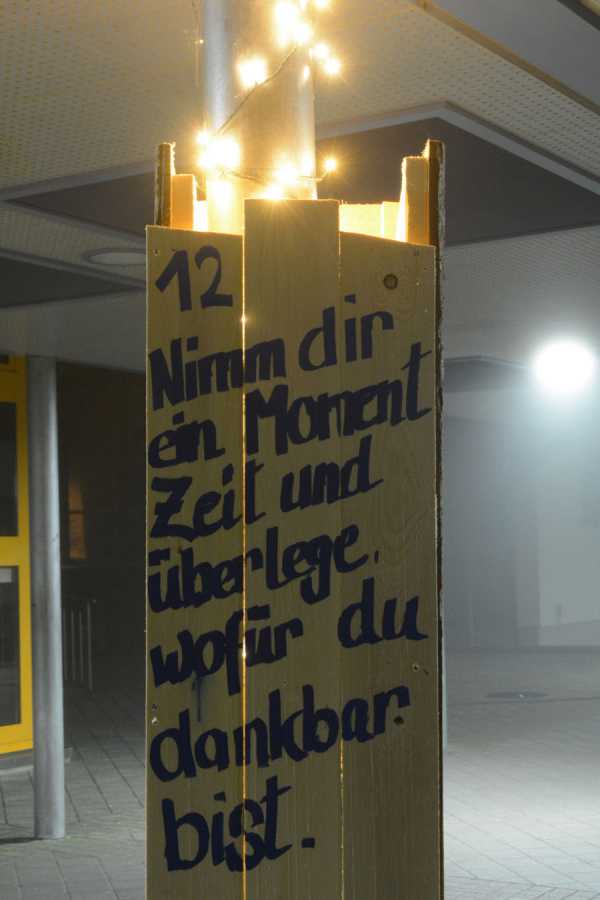 12
Nimm dir
ein Moment
Zeit und
überlege,
wofür du
dankbar
bist.